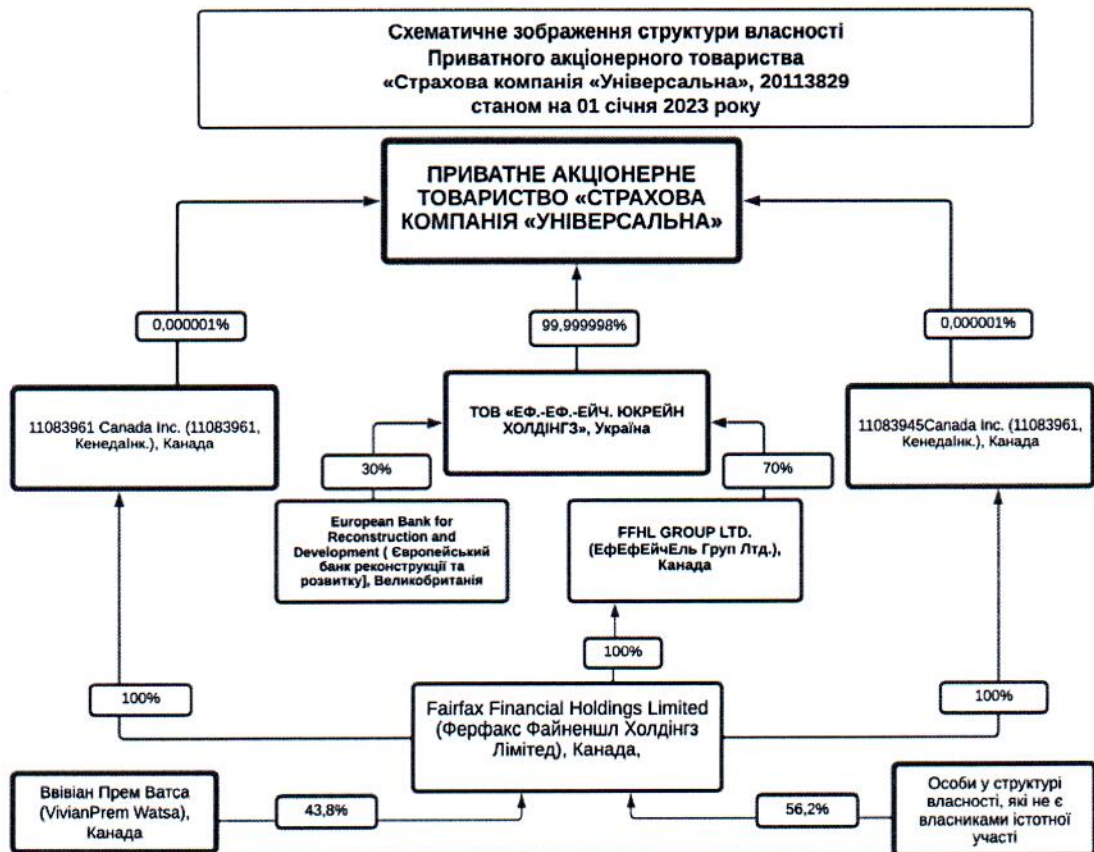 Схематичне зображення структури власності
Приватного акціонерного товариства
«Страхова компанія «Універсальна», 20113829
станом на 01 січня 2023 року
ПРИВАТНЕ АКЦІОНЕРНЕ
ТОВАРИСТВО «СТРАХОВА
КОМПАНІЯ «УНІВЕРСАЛЬНА»
0,000001%
99,999998%
0,000001%
11083961 Canada Inc. (11083961,
КенедаІнк.), Канада
ТОВ «ЕФ.-ЕФ.-ЕЙЧ. ЮКРЕЙН
ХОЛДІНГЗ», Україна
11083945Canada Inc. (11083961,
КенедаІнк.), Канада
30%
70%
European Bank for
Reconstruction and
Development ( Європейський
банк реконструкції та
розвитку], Великобританія
FFHL GROUP LTD.
(ЕфЕфЕйчЕль Груп Лтд.),
Канада
100%
100%
100%
Fairfax Financial Holdings Limited
(Ферфакс Файненшл Холдінгз
Лімітед), Канада,
Ввівіан Прем Ватса
(VivianPrem Watsa),
Канада
43,8%
56,2%
Особи у структурі
власності, які не є
власниками істотної
участі